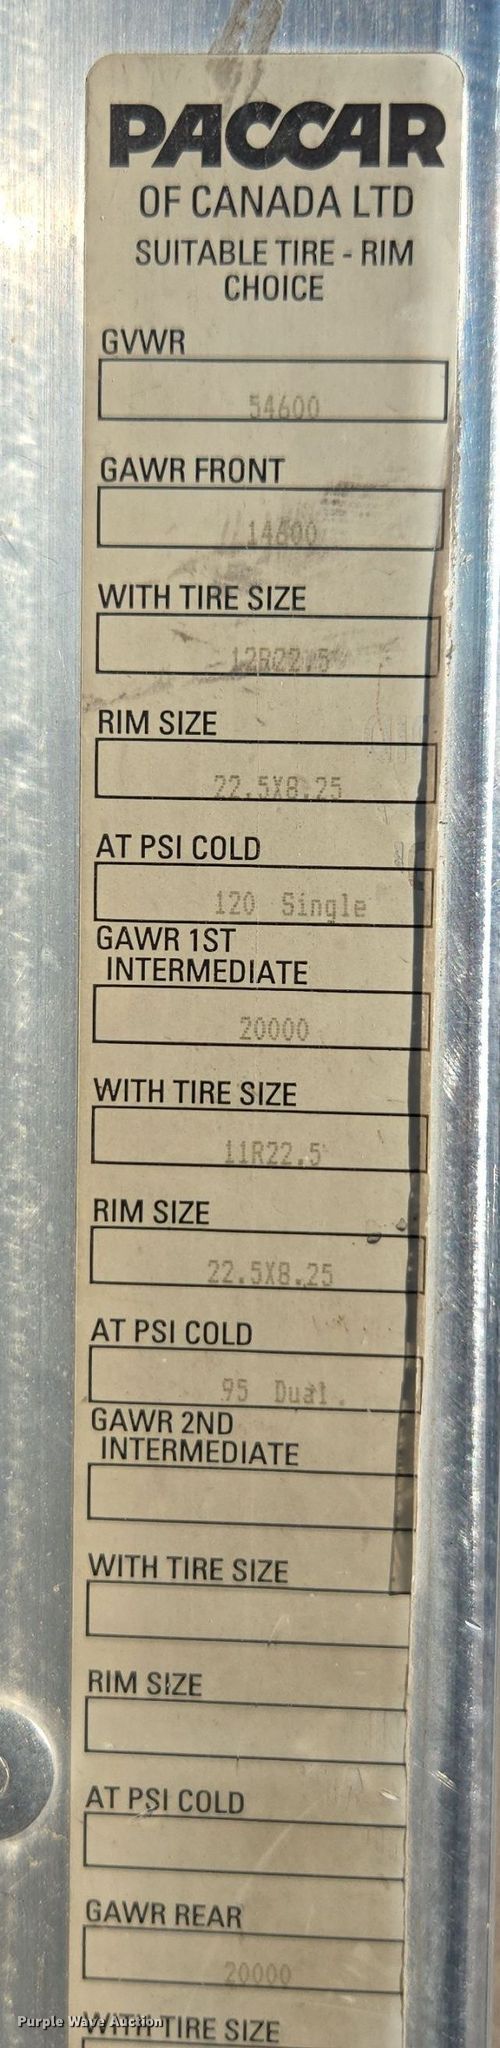 PACCAR
OF CANADA LTD
SUITABLE TIRE - RIM
CHOICE
GVWR
54600
GAWR FRONT
14600
WITH TIRE SIZE
12R22.5
RIM SIZE
22.5X8.25
AT PSI COLD
120 Single
GAWR 1ST
INTERMEDIATE
20000
WITH TIRE SIZE
11R22.5
RIM SIZE
22.5X8.25
AT PSI COLD
95 Dual.
GAWR 2ND
INTERMEDIATE
WITH TIRE SIZE
RIM SIZE
AT PSI COLD
GAWR REAR
20000
WITH TIRE SIZE
Purple Wave Auction